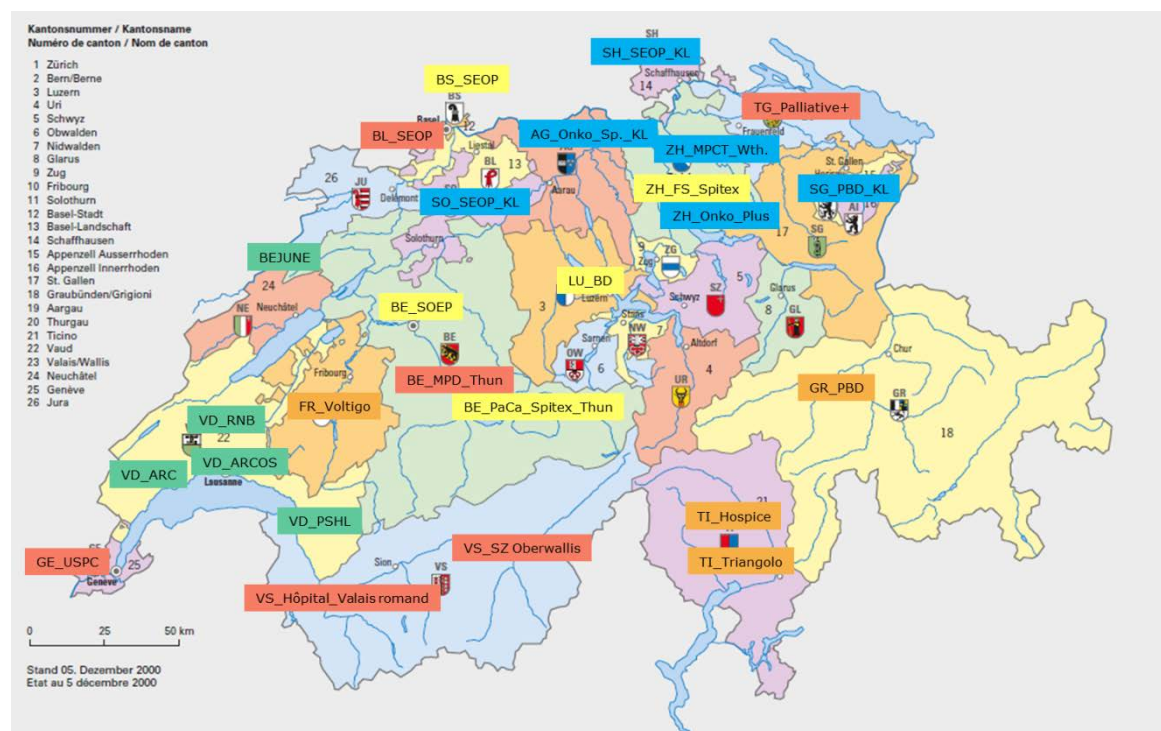 Kantonsnummer / Kantonsname
Numéro de canton / Nom de canton
1 Zürich
2 Bern/Berne
3 Luzern
4 Uri
5 Schwyz
6 Obwalden
7 Nidwalden
8 Glarus
9 Zug
10 Fribourg
11 Solothurn
12 Basel-Stadt
13 Basel-Landschaft
14 Schaffhausen
15 Appenzell Ausserrhoden
16 Appenzell Innerrhoden
17 St. Gallen
18 Graubünden/Grigioni
19 Aargau
20 Thurgau
21 Ticino
22 Vaud
23 Valais/Wallis
24 Neuchâtel
25 Genève
26 Jura
SH
SH_SEOP_KL
Schaffhausen
14
BS_SEOP
BS
Basel
12
BL_SEOP
Liestal
BL
13
AG_Onko_Sp._KL
Aarau
TG_Palliative+
Frauenfeld
ZH_MPCT_Wth.
ZH_FS_Spitex
ZH_Onko_Plus
St. Gallen
15
SG_PBD_KL
AI
16
SG
17
26
JU
Delémont
SO_SEOP_KL
Solothurn
BEJUNE
24
NE
Neuchâtel
BE_SOEP
BE
BE_MPD_Thun
BE_PaCa_Spitex_Thun
LU_BD
Luzern
3
9
ZG
Zug
5
Schwyz
SZ
Glarus
8
GL
Stans
NW
7
Sarnen
OW
6
Altdorf
4
UR
Chur
GR_PBD
GR
18
Fribourg
FR_Voltigo
VD_RNB
22
VD_ARCOS
VD_ARC
Lausanne
VD_PSHL
GE_USPC
25
Genève
VS_SZ Oberwallis
Sion
VS
VS_Hôpital_Valais romand
21
TI_Hospice
TI_Triangolo
0 25 50 km
Stand 05. Dezember 2000
Etat au 5 décembre 2000